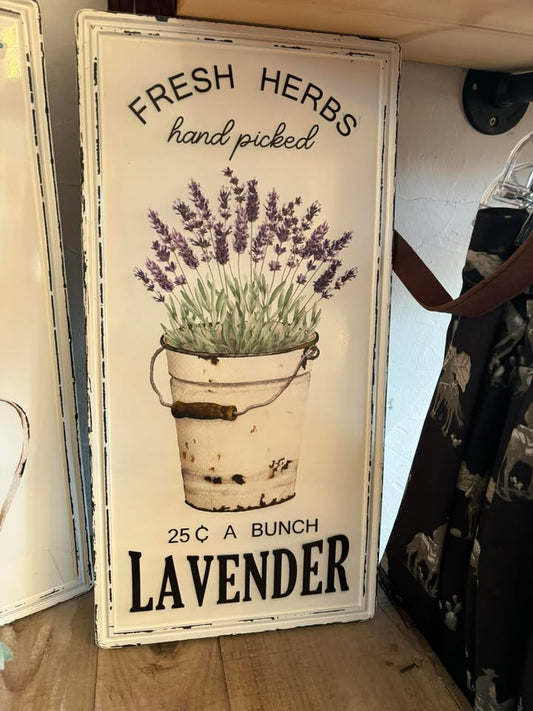 FRESH HERBS
hand picked
25¢ A BUNCH
LAVENDER